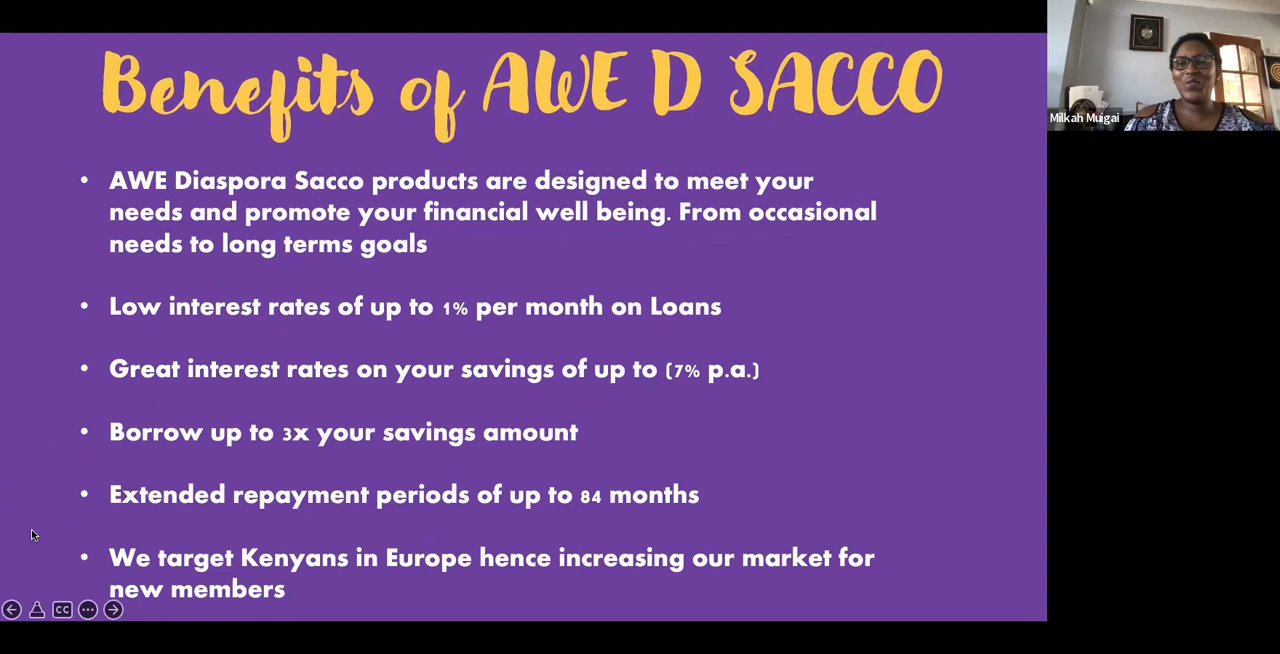 Benefits of AWE D SACCO
• AWE Diaspora Sacco products are designed to meet your
needs and promote your financial well being. From occasional
needs to long terms goals
• Low interest rates of up to 1% per month on Loans
• Great interest rates on your savings of up to (7% p.a.)
• Borrow up to 3x your savings amount
• Extended repayment periods of up to 84 months
• We target Kenyans in Europe hence increasing our market for
new members
CC
Milkah Muigai